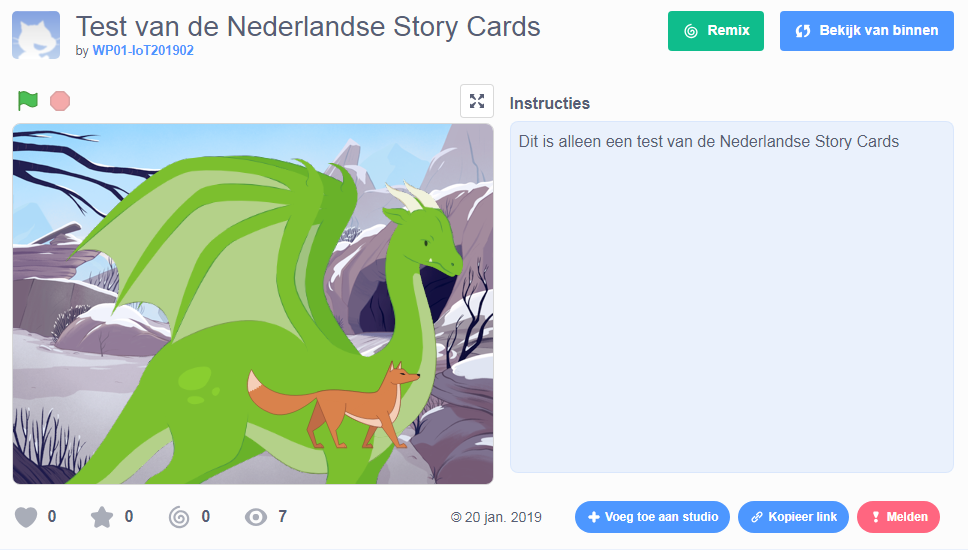 Test van de Nederlandse Story Cards
by WP01-IoT201902
Remix
Bekijk van binnen
Instructies
Dit is alleen een test van de Nederlandse Story Cards
0
0
0
7
© 20 jan. 2019
Voeg toe aan studio
Kopieer link
Melden